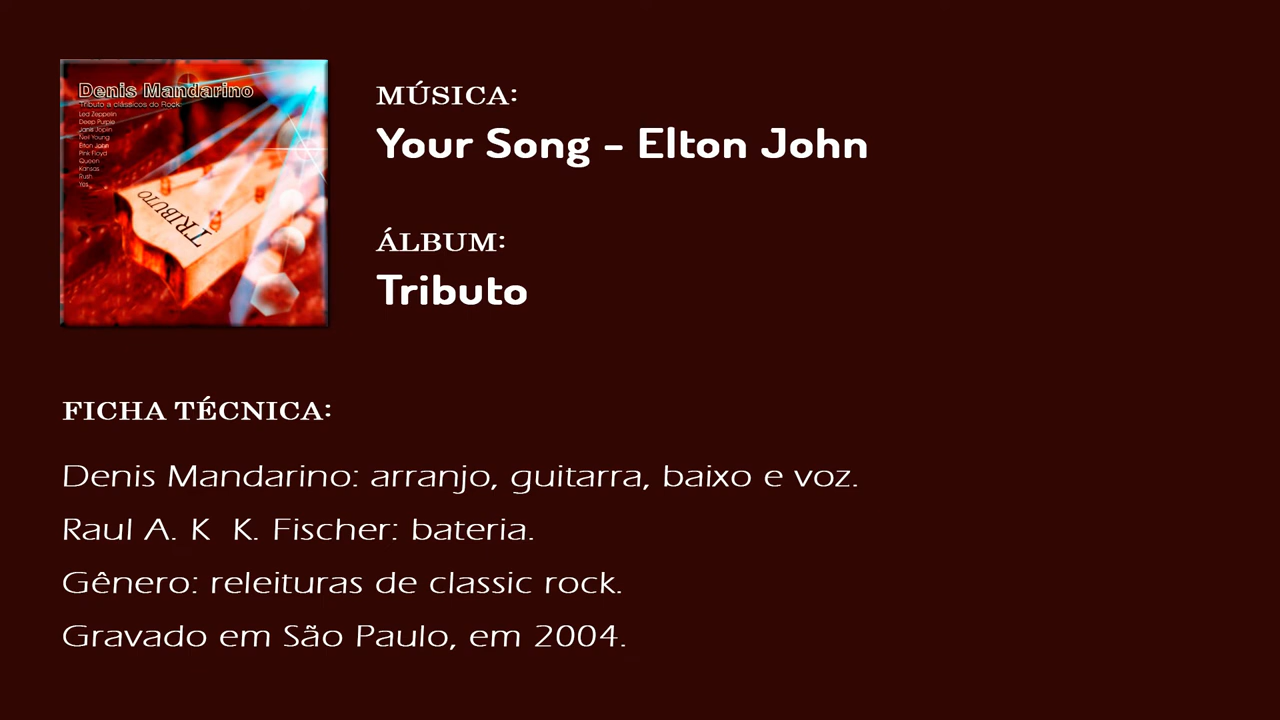 Denis Mandarino
Tributo a clássicos do Rock:
Led Zeppelin
Deep Purple
Janis Joplin
Neil Young
Elton John
Pink Floyd
Queen
Kansas
Rush
Yes
TRIBUTO
MÚSICA:
Your Song - Elton John
ÁLBUM:
Tributo
FICHA TÉCNICA:
Denis Mandarino: arranjo, guitarra, baixo e voz.
Raul A. K K. Fischer: bateria.
Gênero: releituras de classic rock.
Gravado em São Paulo, em 2004.